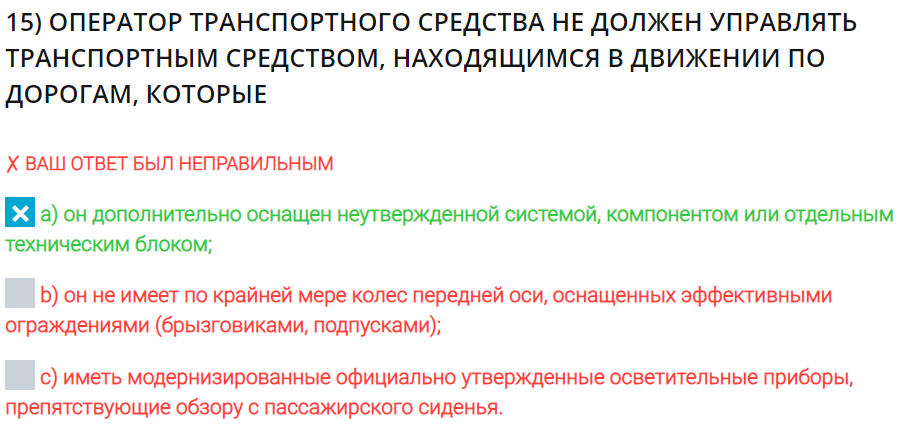 15) ОПЕРАТОР ТРАНСПОРТНОГО СРЕДСТВА НЕ ДОЛЖЕН УПРАВЛЯТЬ
ТРАНСПОРТНЫМ СРЕДСТВОМ, НАХОДЯЩИМСЯ В ДВИЖЕНИИ ПО
ДОРОГАМ, КОТОРЫЕ
✗ ВАШ ОТВЕТ БЫЛ НЕПРАВИЛЬНЫМ
a) он дополнительно оснащен неутвержденной системой, компонентом или отдельным
техническим блоком;
b) он не имеет по крайней мере колес передней оси, оснащенных эффективными
ограждениями (брызговиками, подпусками);
c) иметь модернизированные официально утвержденные осветительные приборы,
препятствующие обзору с пассажирского сиденья.